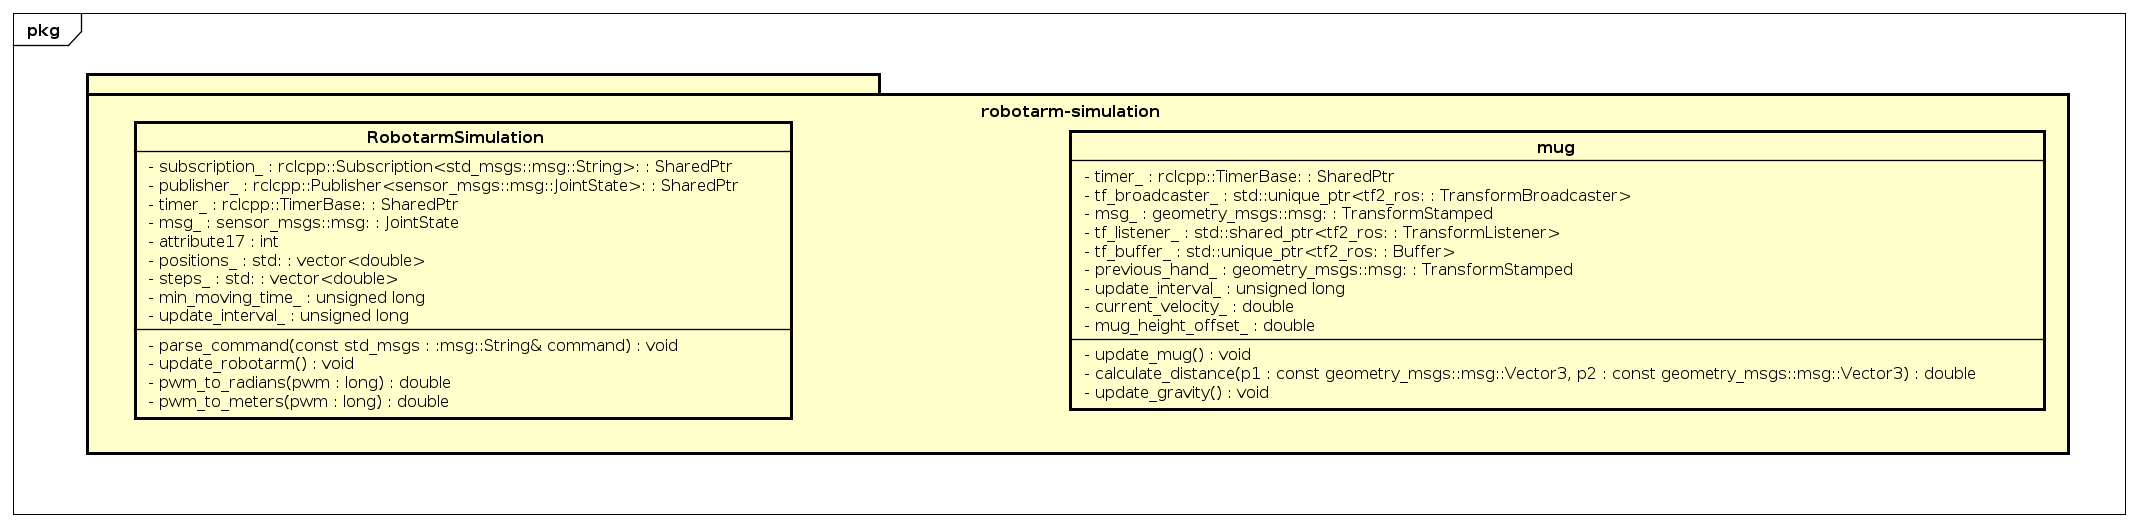 pkg
robotarm-simulation
RobotarmSimulation
- subscription_ : rclcpp::Subscription<std_msgs::msg::String>: : SharedPtr
- publisher_ : rclcpp::Publisher<sensor_msgs::msg::JointState>: : SharedPtr
- timer_ : rclcpp::TimerBase: : SharedPtr
- msg_ : sensor_msgs::msg: : JointState
- attribute17 : int
- positions_ : std: : vector<double>
- steps_ : std: : vector<double>
- min_moving_time_ : unsigned long
- update_interval_ : unsigned long
- parse_command(const std_msgs : :msg::String& command) : void
- update_robotarm() : void
- pwm_to_radians(pwm : long) : double
- pwm_to_meters(pwm : long) : double
mug
- timer_ : rclcpp::TimerBase: : SharedPtr
- tf_broadcaster_ : std::unique_ptr<tf2_ros: : TransformBroadcaster>
- msg_ : geometry_msgs::msg: : TransformStamped
- tf_listener_ : std::shared_ptr<tf2_ros: : TransformListener>
- tf_buffer_ : std::unique_ptr<tf2_ros: : Buffer>
- previous_hand_ : geometry_msgs::msg: : TransformStamped
- update_interval_ : unsigned long
- current_velocity_ : double
- mug_height_offset_ : double
- update_mug() : void
- calculate_distance(p1 : const geometry_msgs::msg::Vector3, p2 : const geometry_msgs::msg::Vector3) : double
- update_gravity() : void